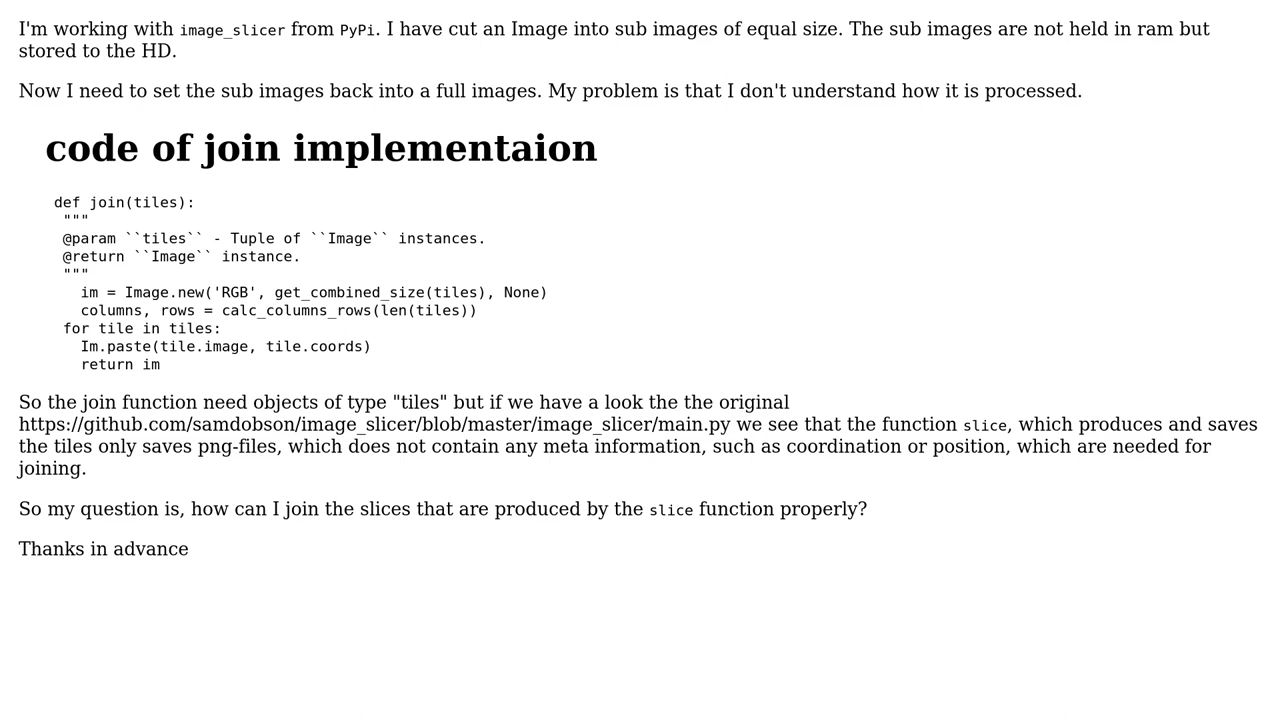 I'm working with image_slicer from PyPi. I have cut an Image into sub images of equal size. The sub images are not held in ram but
stored to the HD.
Now I need to set the sub images back into a full images. My problem is that I don't understand how it is processed.
code of join implementaion
def join(tiles):
"""
@param ``tiles`` - Tuple of ``Image`` instances.
@return ``Image`` instance.
"""
im = Image.new('RGB', get_combined_size(tiles), None)
columns, rows = calc_columns_rows(len(tiles))
for tile in tiles:
Im.paste(tile.image, tile.coords)
return im
So the join function need objects of type "tiles" but if we have a look the the original
https://github.com/samdobson/image_slicer/blob/master/image_slicer/main.py we see that the function slice, which produces and saves
the tiles only saves png-files, which does not contain any meta information, such as coordination or position, which are needed for
joining.
So my question is, how can I join the slices that are produced by the slice function properly?
Thanks in advance